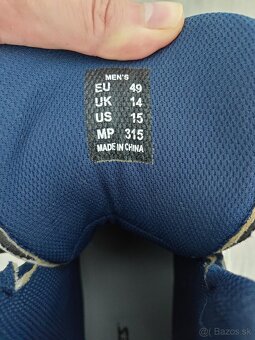 MEN'S
EU 49
UK 14
US 15
MP 315
MADE IN CHINA
Bazos.sk